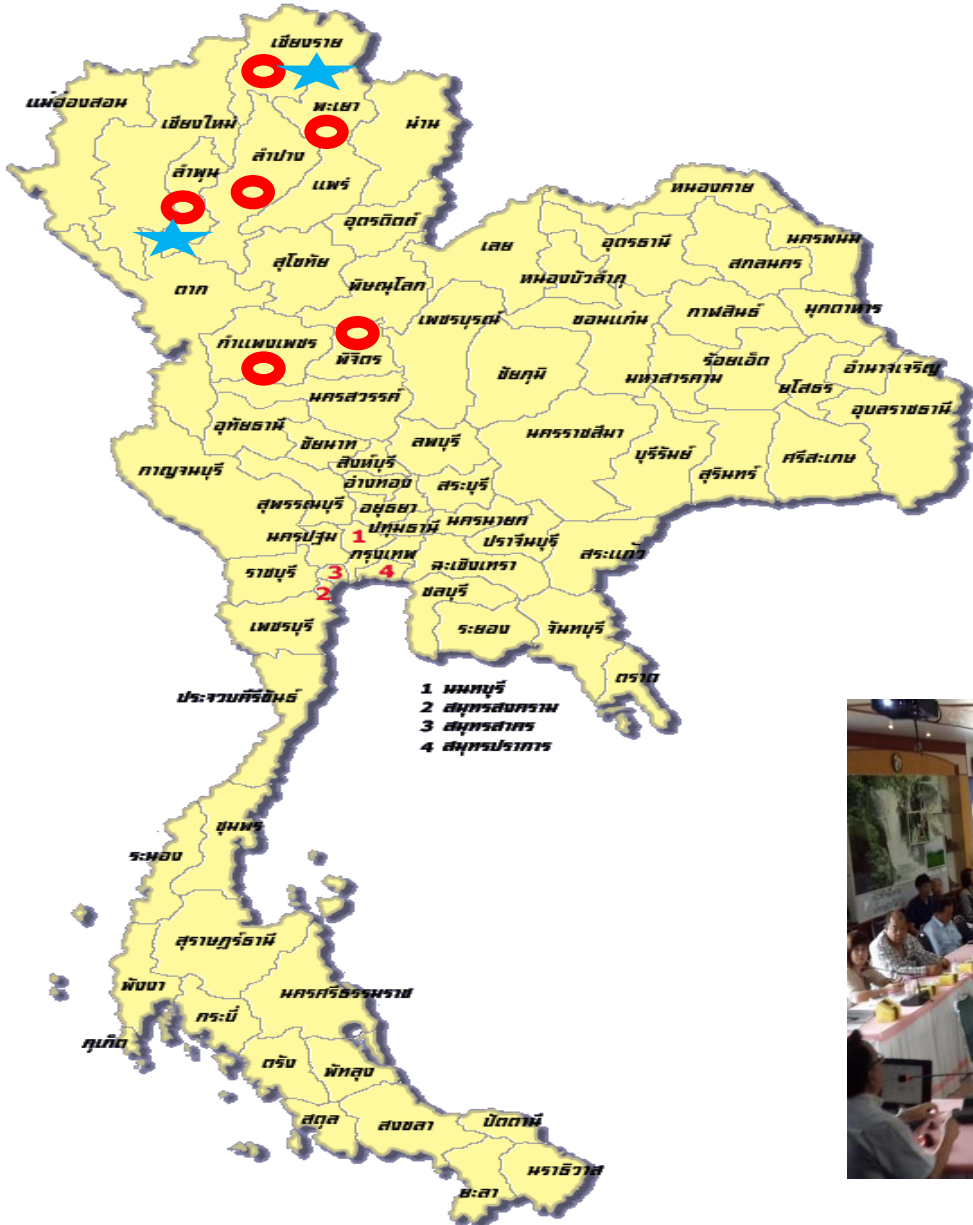 เชียงราย
แม่ฮ่องสอน
พะเยา
เชียงใหม่
น่าน
ลำปาง
ลำพูน
แพร่
หนองคาย
อุตรดิตถ์
นครพนม
เลย
อุดรธานี
สกลนคร
สุโขทัย
หนองบัวลำภู
ตาก
พิษณุโลก
มุกดาหาร
กาฬสินธ์
เพชรบูรณ์
ขอนแก่น
กำแพงเพชร
พิจิตร
ร้อยเอ็ด
อำนาจเจริญ
ชัยภูมิ
มหาสารคาม
ยโสธร
นครสวรรค์
อุบลราชธานี
อุทัยธานี
นครราชสีมา
ชัยนาท
ลพบุรี
บุรีรัมย์
ศรีสะเกษ
สิงห์บุรี
สุรินทร์
กาญจนบุรี
อ่างทอง
สระบุรี
สุพรรณบุรี
อยุธยา
นครนายก
ปทุมธานี
นครปฐม
1
ปราจีนบุรี
สระแก้ว
กรุงเทพ
ฉะเชิงเทรา
ราชบุรี
3
4
ชลบุรี
2
เพชรบุรี
ระยอง
จันทบุรี
ตราด
ประจวบคีรีขันธ์
1 นนทบุรี
2 สมุทรสงคราม
3 สมุทรสาคร
4 สมุทรปราการ
ชุมพร
ระนอง
สุราษฎร์ธานี
พังงา
นครศรีธรรมราช
กระบี่
ภูเก็ต
ตรัง
พัทลุง
สตูล
สงขลา
ปัตตานี
นราธิวาส
ยะลา